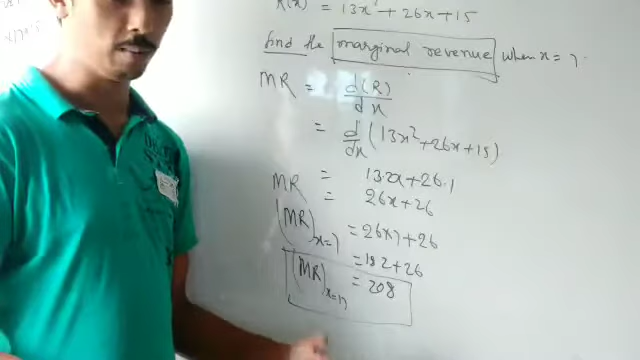 R(x) = 13x² + 26x + 15
find the marginal revenue when x = 7.
MR = d(R)/dx
= d/dx (13x² + 26x + 15)
MR = 13.2x + 26.1
= 26x + 26
(MR)x=7 = 26×7 + 26
= 182 + 26
(MR)x=7 = 208